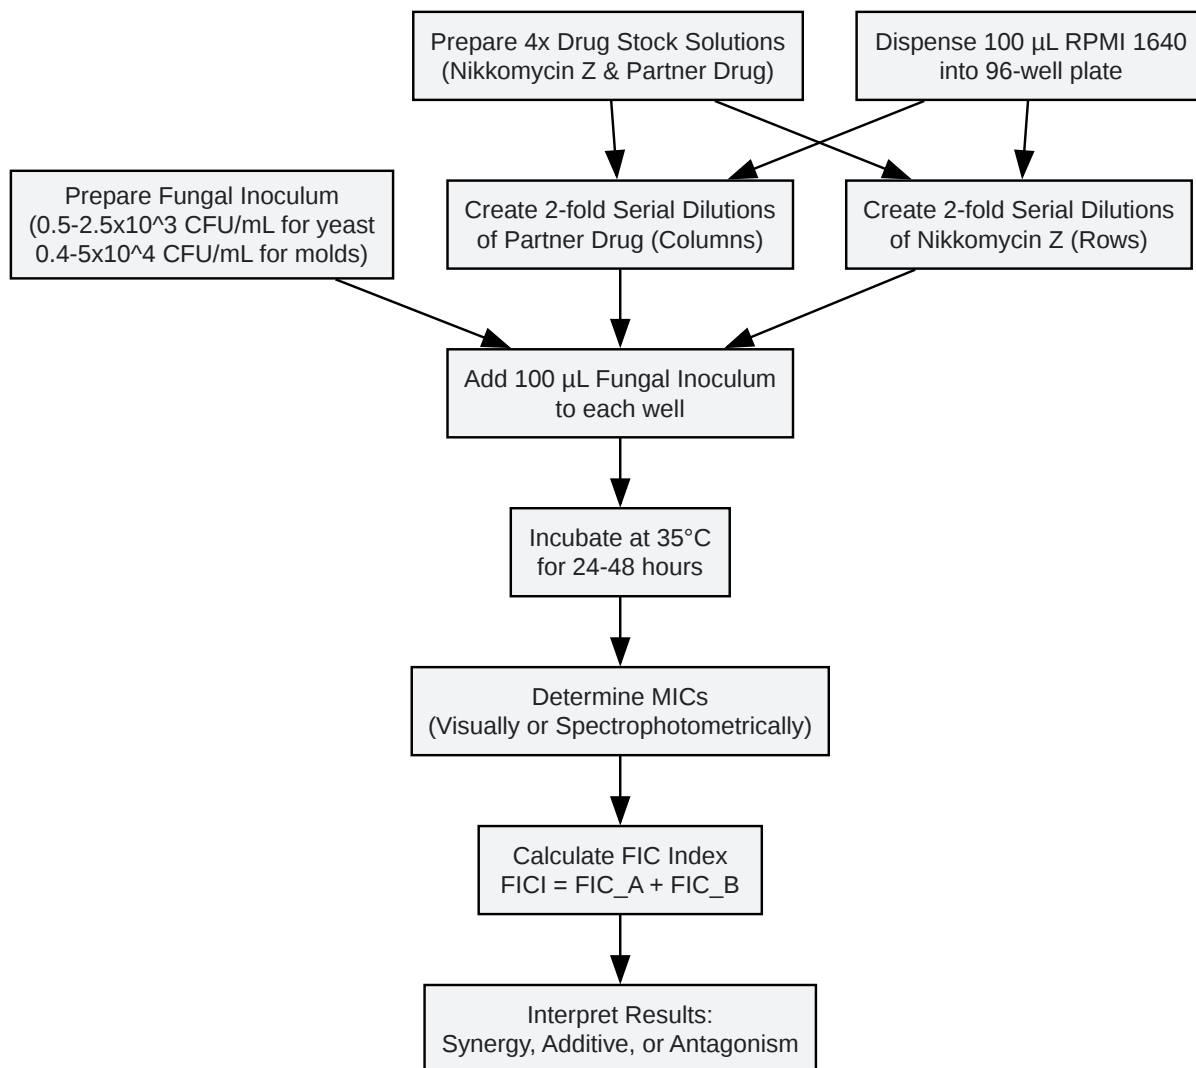 Prepare 4x Drug Stock Solutions
(Nikkomycin Z & Partner Drug)
Dispense 100 µL RPMI 1640
into 96-well plate
Prepare Fungal Inoculum
(0.5-2.5x10^3 CFU/mL for yeast
0.4-5x10^4 CFU/mL for molds)
Create 2-fold Serial Dilutions
of Partner Drug (Columns)
Create 2-fold Serial Dilutions
of Nikkomycin Z (Rows)
Add 100 µL Fungal Inoculum
to each well
Incubate at 35°C
for 24-48 hours
Determine MICs
(Visually or Spectrophotometrically)
Calculate FIC Index
FICI = FIC_A + FIC_B
Interpret Results:
Synergy, Additive, or Antagonism